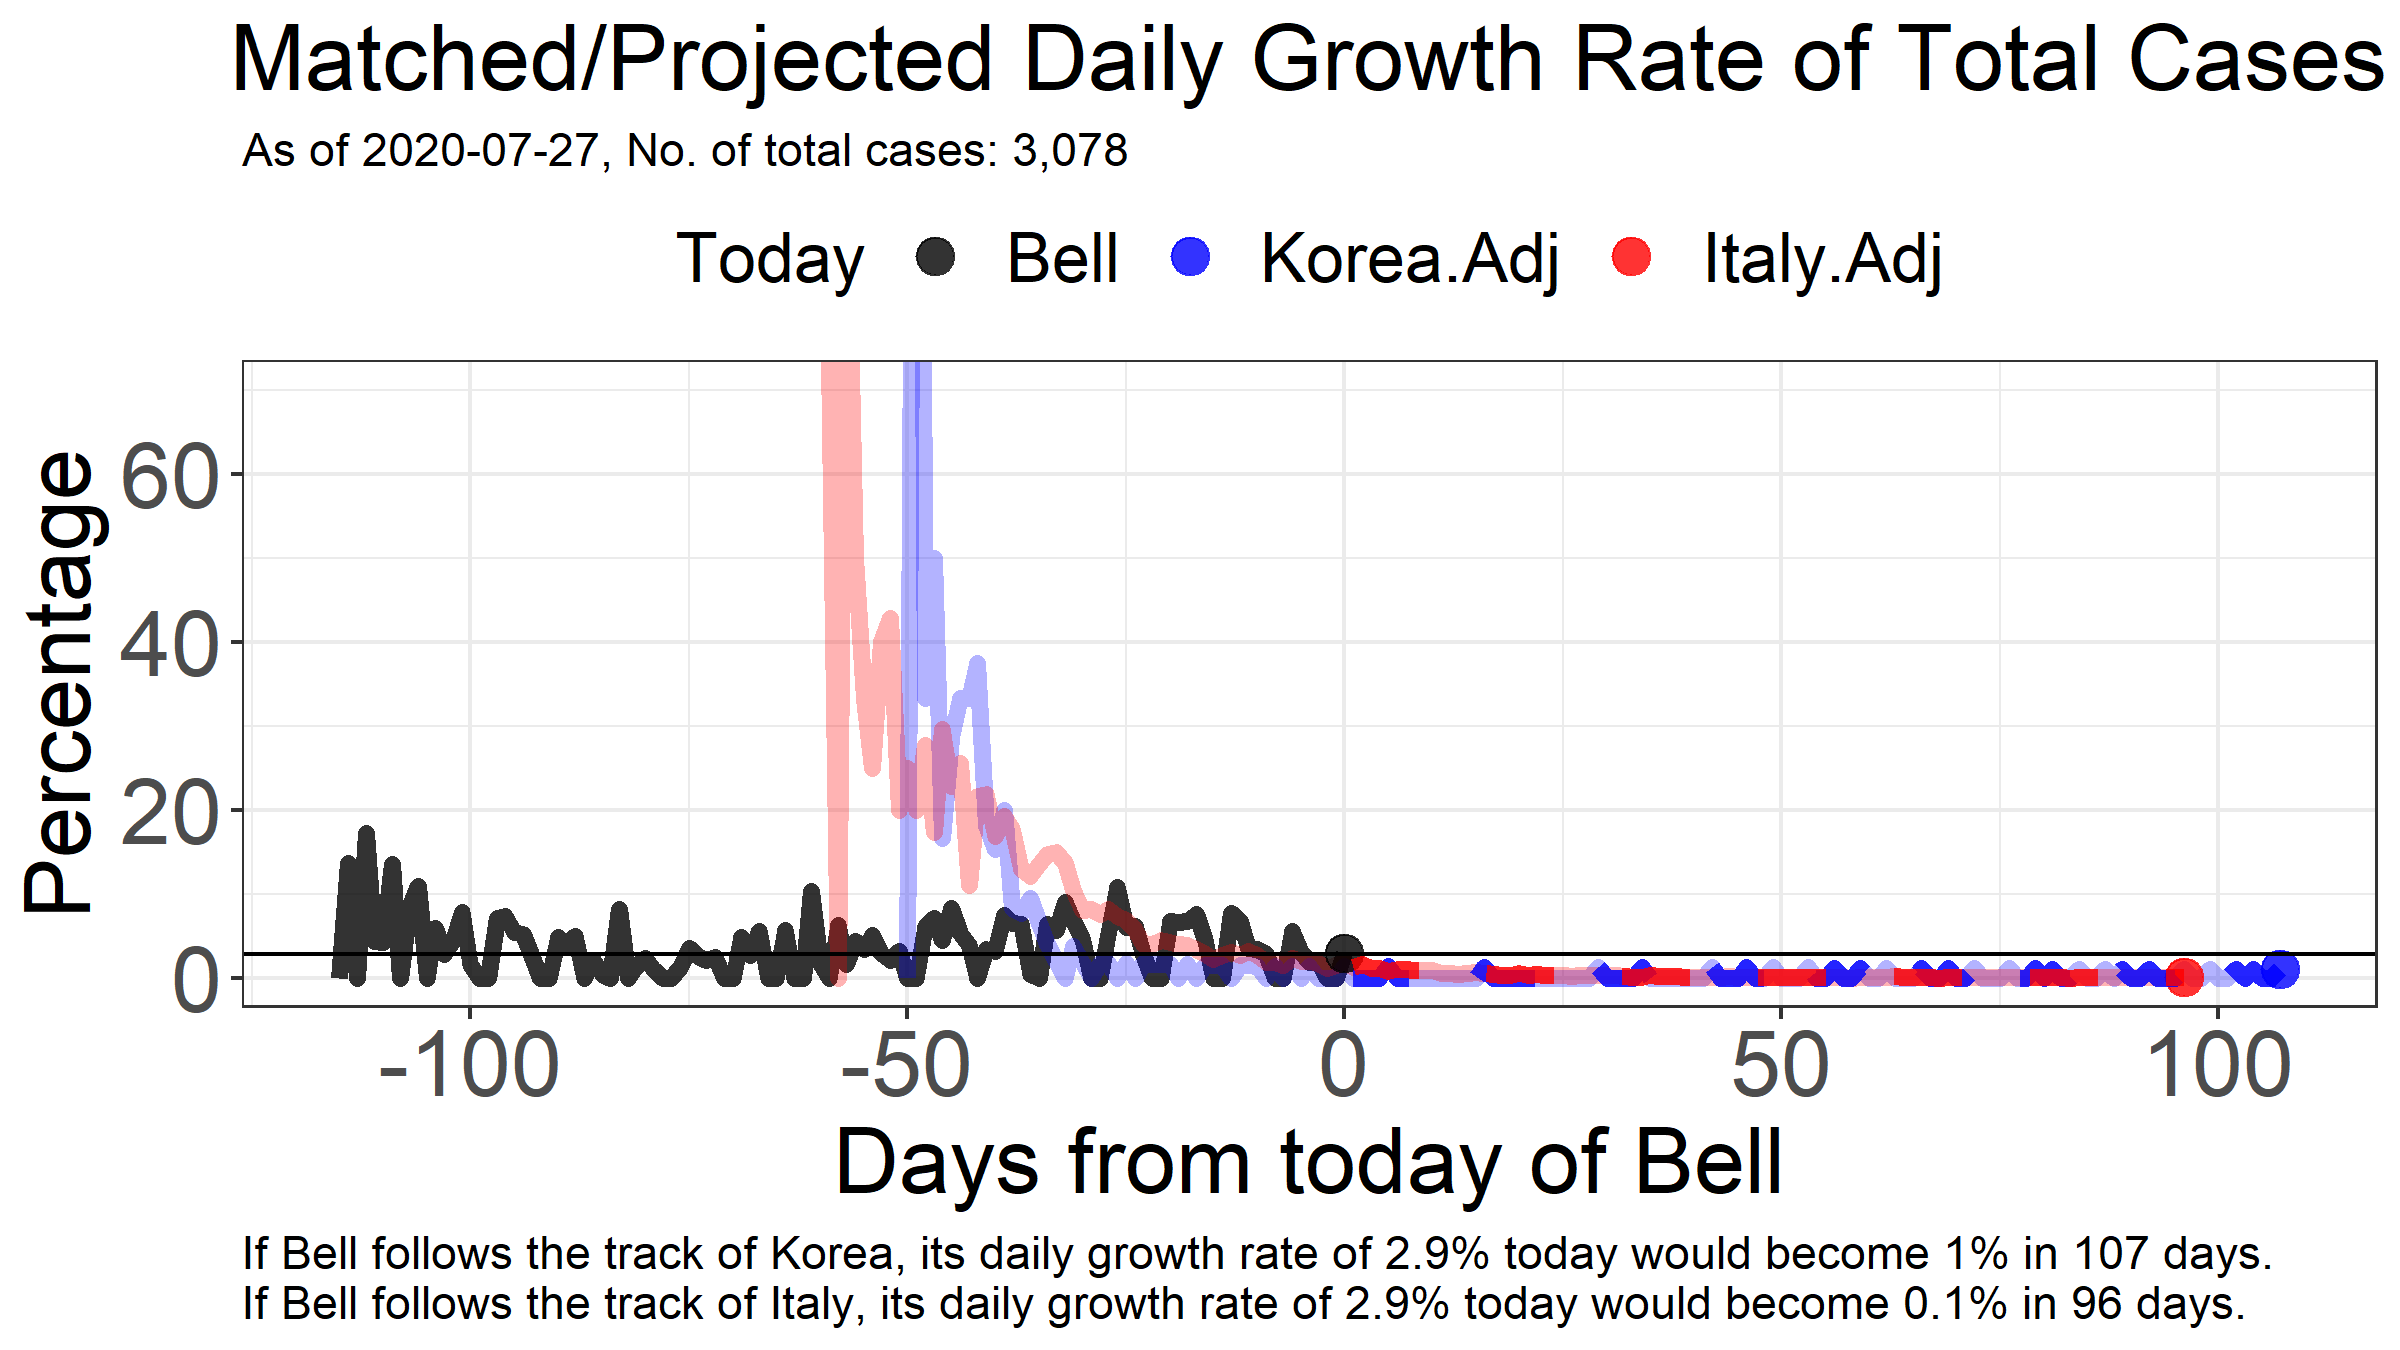 Matched/Projected Daily Growth Rate of Total Cases
As of 2020-07-27, No. of total cases: 3,078
Today Bell Korea.Adj Italy.Adj
Percentage
60
40
20
0
-100 -50 0 50 100
Days from today of Bell
If Bell follows the track of Korea, its daily growth rate of 2.9% today would become 1% in 107 days.
If Bell follows the track of Italy, its daily growth rate of 2.9% today would become 0.1% in 96 days.